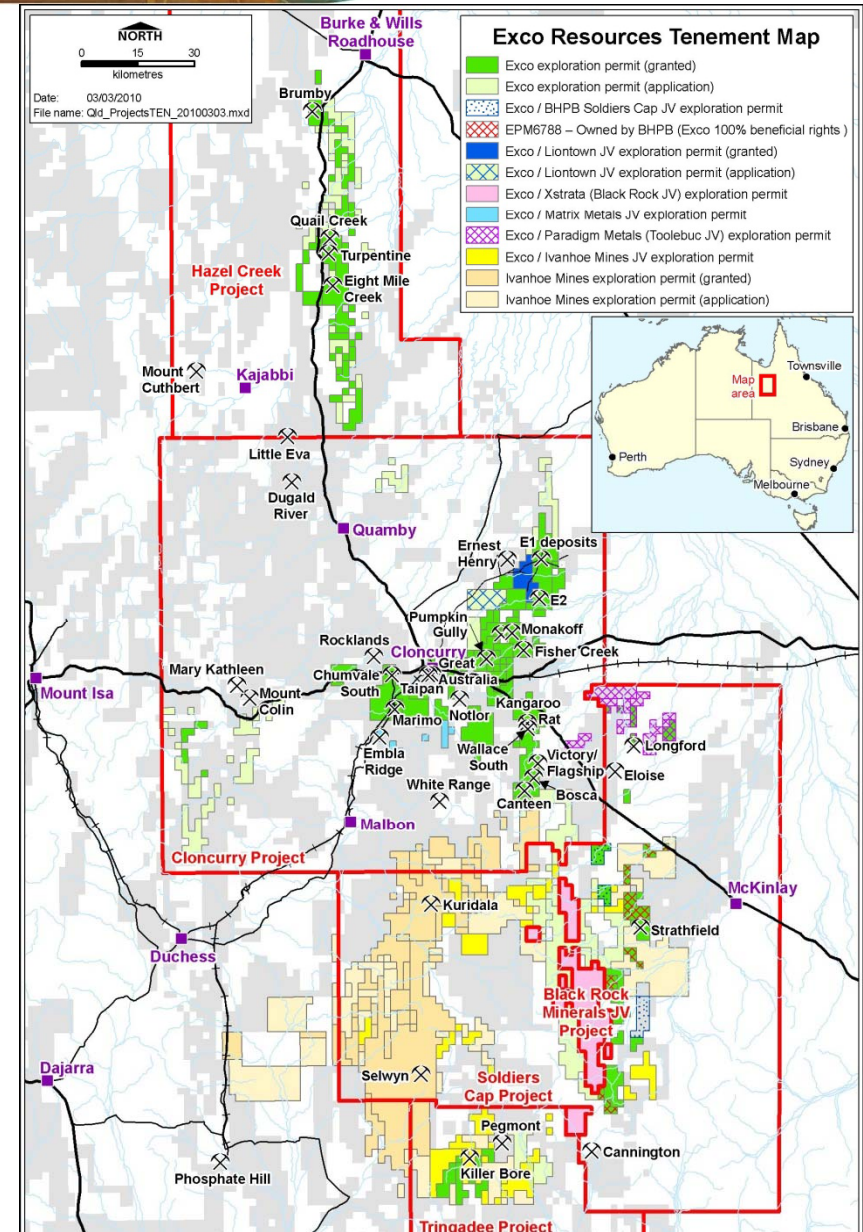 NORTH
0 15 30
kilometres
Date: 03/03/2010
File name: Qld_ProjectsTEN_20100303.mxd
Burke & Wills
Roadhouse
Exco Resources Tenement Map
Exco exploration permit (granted)
Exco exploration permit (application)
Exco / BHPB Soldiers Cap JV exploration permit
EPM6788 – Owned by BHPB (Exco 100% beneficial rights )
Exco / Liontown JV exploration permit (granted)
Exco / Liontown JV exploration permit (application)
Exco / Xstrata (Black Rock JV) exploration permit
Exco / Matrix Metals JV exploration permit
Exco / Paradigm Metals (Toolebuc JV) exploration permit
Exco / Ivanhoe Mines JV exploration permit
Ivanhoe Mines exploration permit (granted)
Ivanhoe Mines exploration permit (application)
Brumby
Quail Creek
Turpentine
Eight Mile
Creek
Hazel Creek
Project
Mount
Cuthbert
Kajabbi
Map
area
Townsville
Brisbane
Perth
Sydney
Melbourne
Little Eva
Dugald
River
Quamby
Ernest
Henry
E1 deposits
E2
Pumpkin
Gully
Monakoff
Fisher Creek
Rocklands
Cloncurry
Great
Australia
Mary Kathleen
Chumvale
South
Taipan
Mount Isa
Mount
Colin
Marimo
Notlor
Kangaroo
Rat
Embla
Ridge
Wallace
South
Longford
Victory/
Flagship
Eloise
White Range
Bosca
Canteen
Malbon
Cloncurry Project
McKinlay
Kuridala
Strathfield
Duchess
Black Rock
Minerals JV
Project
Dajarra
Selwyn
Soldiers
Cap Project
Pegmont
Cannington
Phosphate Hill
Killer Bore
Tringadee Project